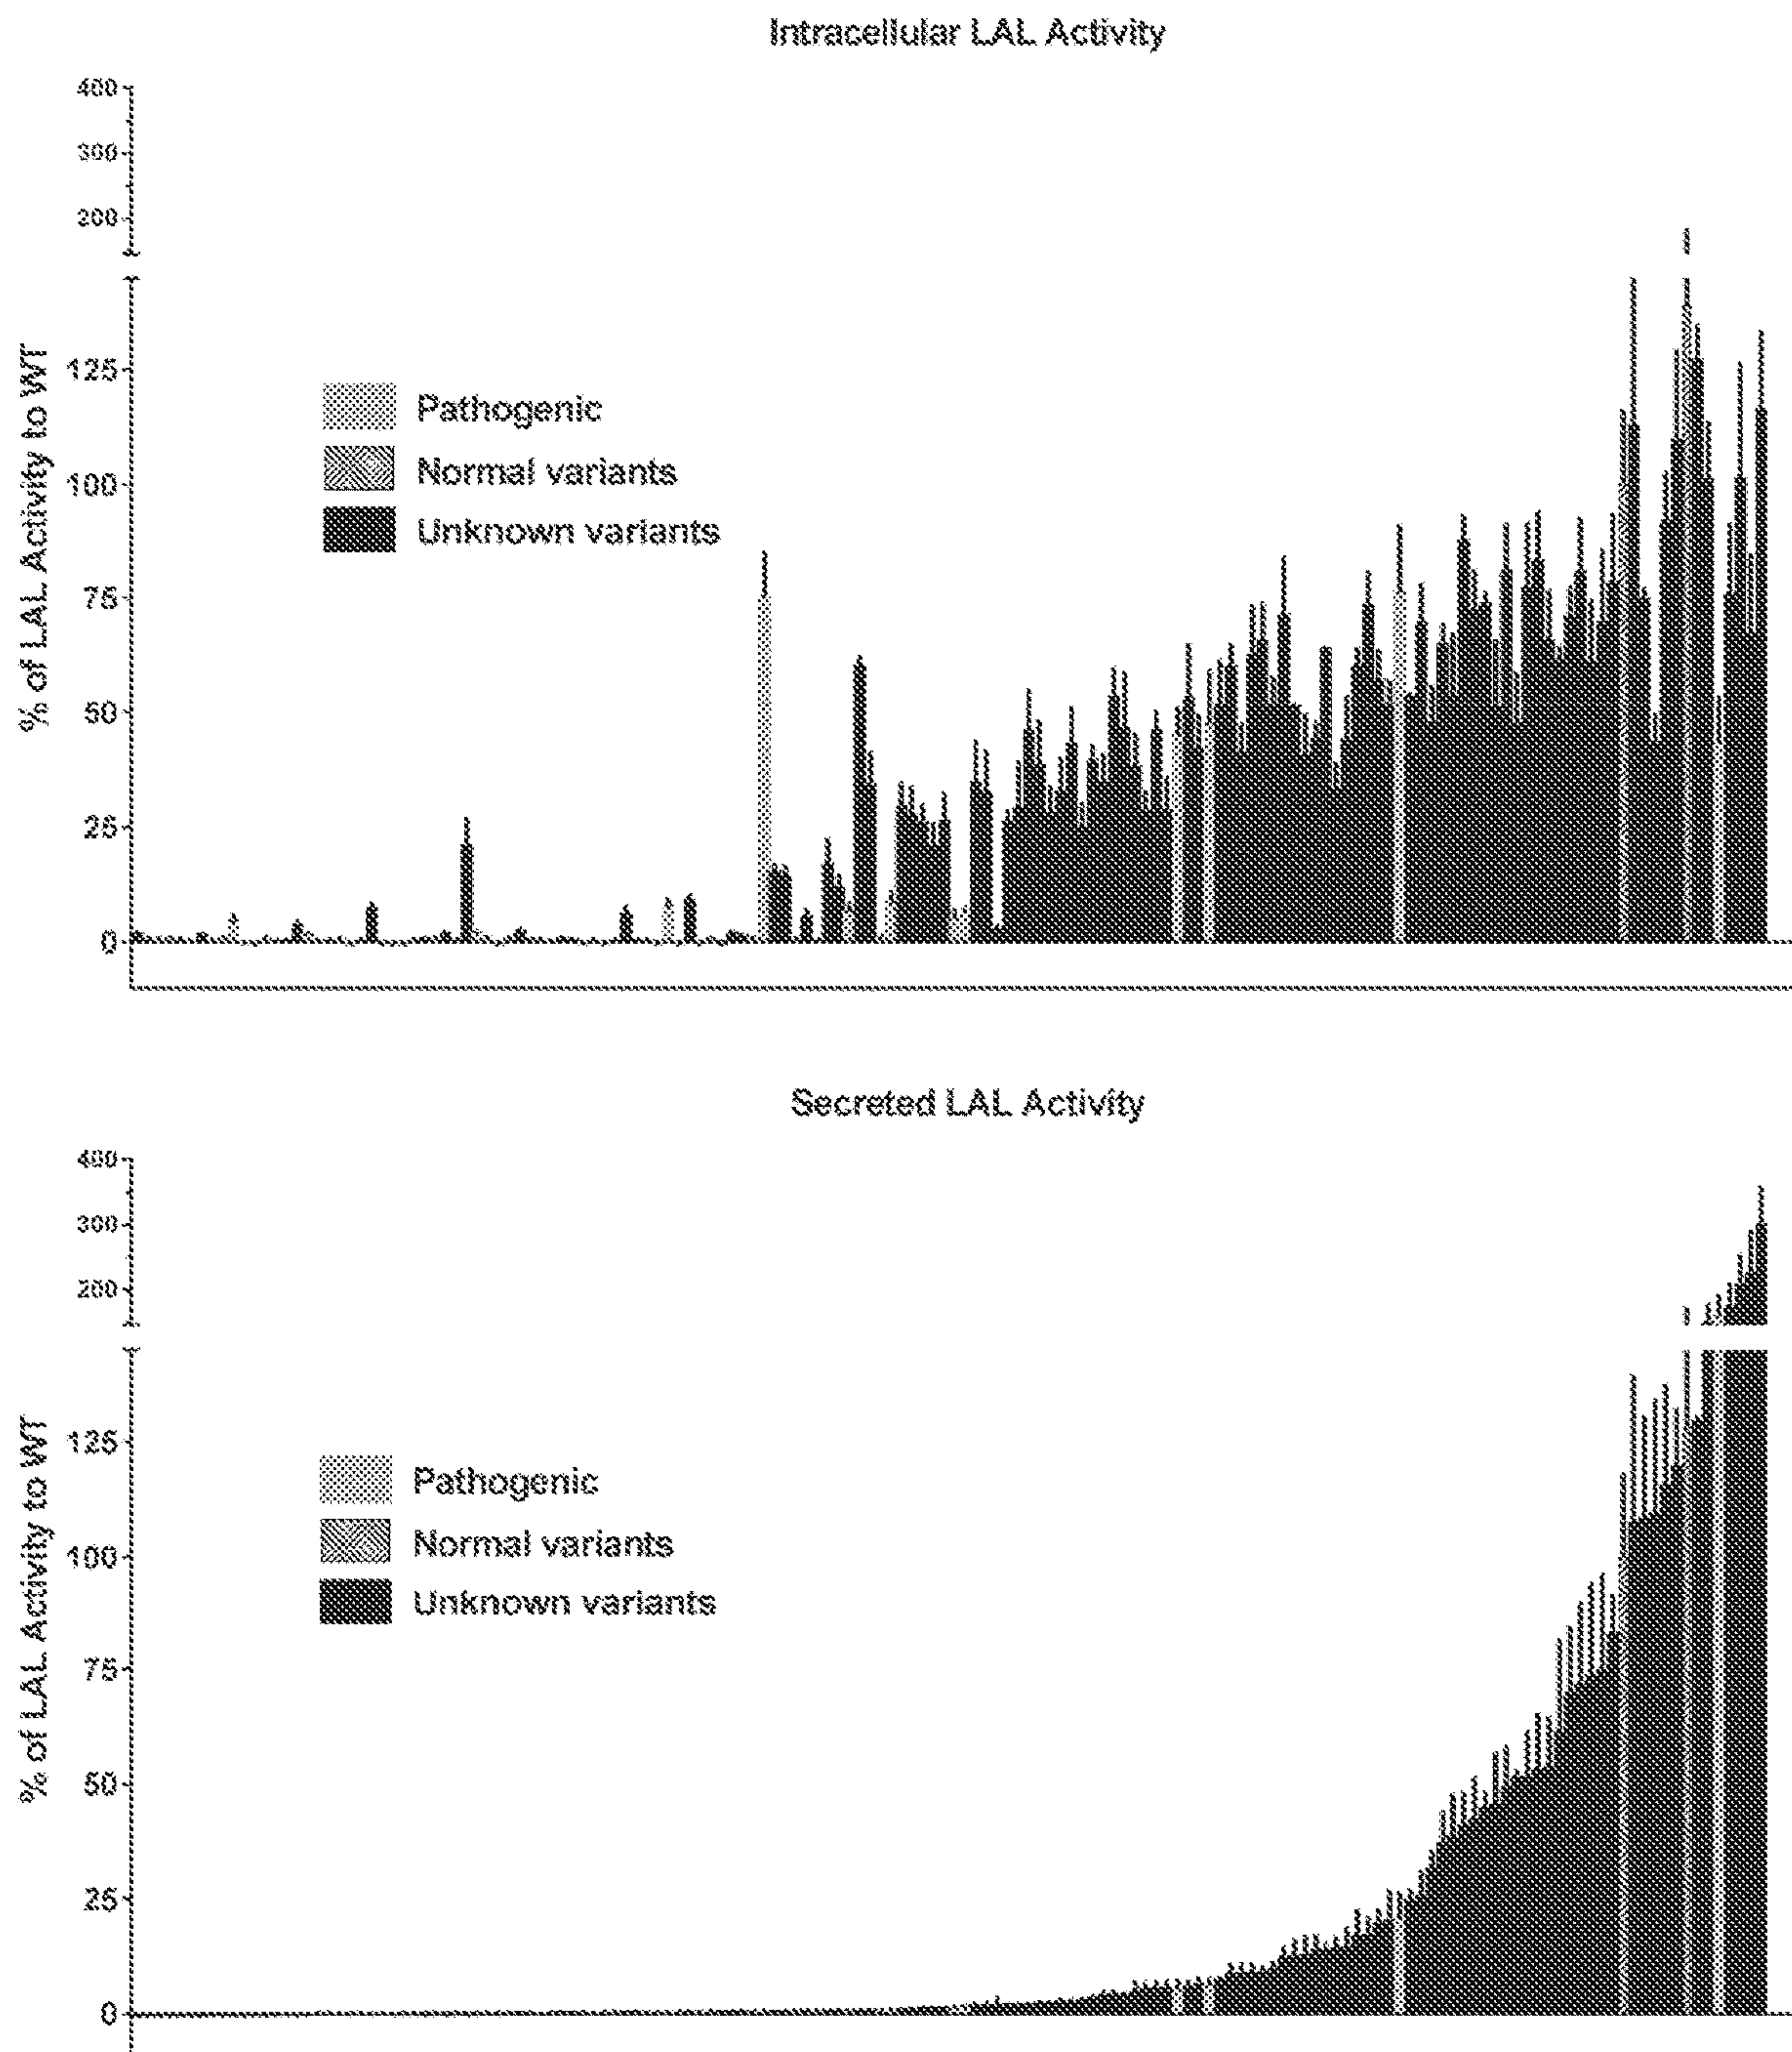 Intracellular LAL Activity
400
300
200
% of LAL Activity to WT
125
100
75
50
25
0
Pathogenic
Normal variants
Unknown variants
Secreted LAL Activity
400
300
200
% of LAL Activity to WT
125
100
75
50
25
0
Pathogenic
Normal variants
Unknown variants